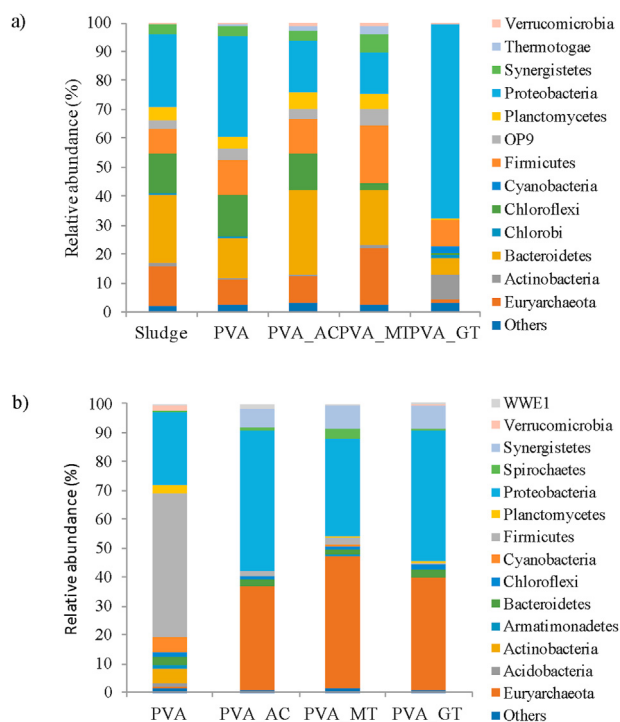 a)
Relative abundance (%)
100
90
80
70
60
50
40
30
20
10
0
Sludge PVA PVA_AC PVA_MT PVA_GT
Verrucomicrobia
Thermotogae
Synergistetes
Proteobacteria
Planctomycetes
OP9
Firmicutes
Cyanobacteria
Chloroflexi
Chlorobi
Bacteroidetes
Actinobacteria
Euryarchaeota
Others
b)
Relative abundance (%)
100
90
80
70
60
50
40
30
20
10
0
PVA PVA_AC PVA_MT PVA_GT
WWE1
Verrucomicrobia
Synergistetes
Spirochaetes
Proteobacteria
Planctomycetes
Firmicutes
Cyanobacteria
Chloroflexi
Bacteroidetes
Armatimonadetes
Actinobacteria
Acidobacteria
Euryarchaeota
Others